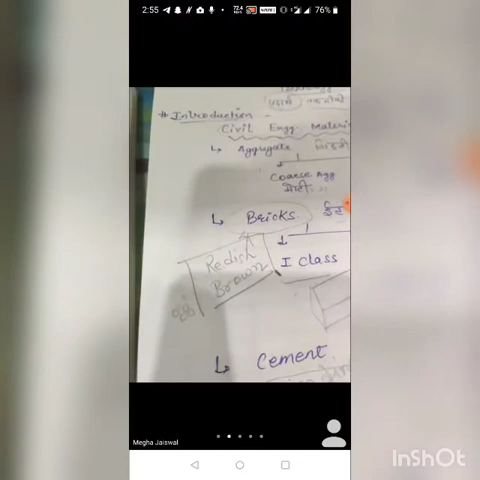 2:55
76%
# Introduction -
Civil Engg. Materi
↳ Aggregate गिट्टी
Coarse Agg
मोटी
↳ Bricks ईंट
Redish
Brown
I class
↳ Cement
Megha Jaiswal
InShOt